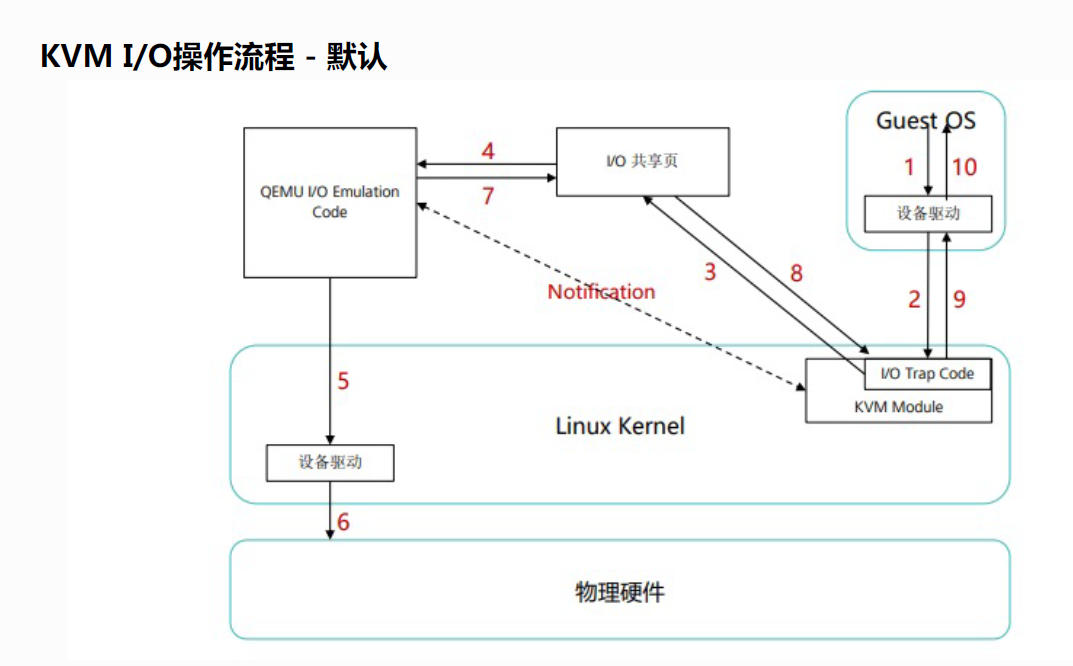 KVM I/O操作流程 - 默认
Guest OS
4
I/O 共享页
1
10
QEMU I/O Emulation
Code
7
设备驱动
3
8
Notification
2
9
5
I/O Trap Code
KVM Module
Linux Kernel
设备驱动
6
物理硬件